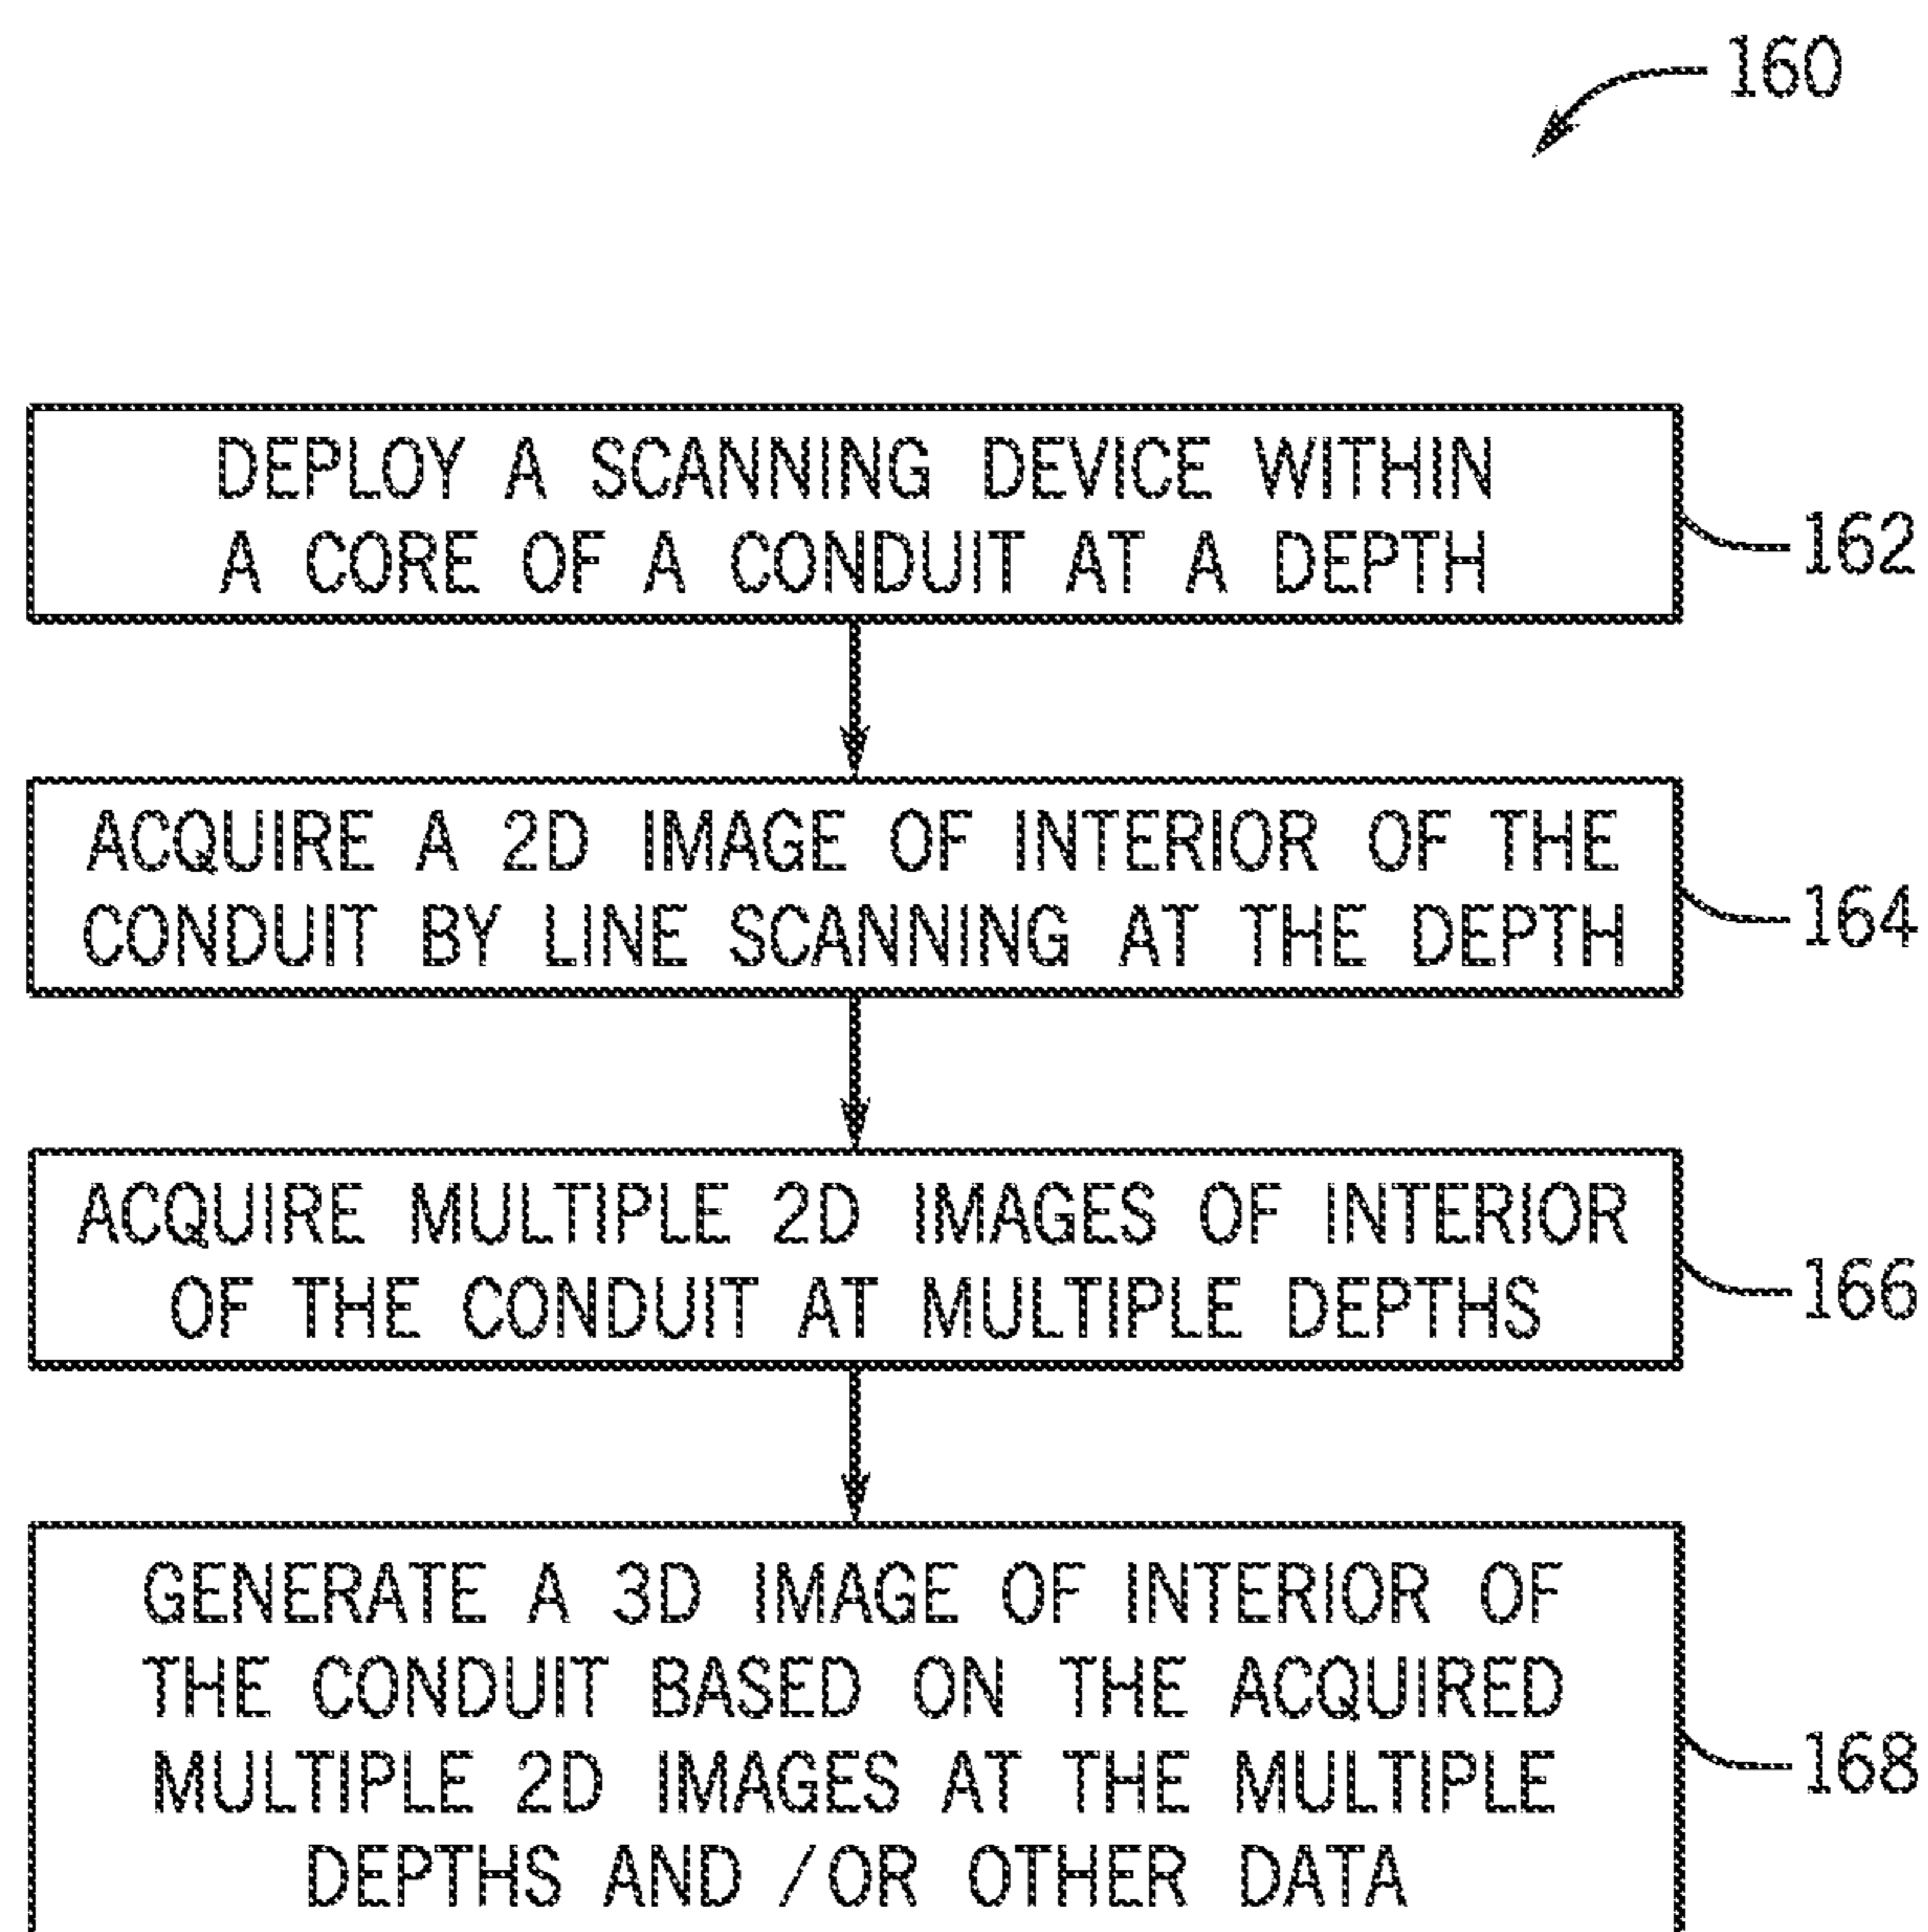 160
DEPLOY A SCANNING DEVICE WITHIN
A CORE OF A CONDUIT AT A DEPTH
162
ACQUIRE A 2D IMAGE OF INTERIOR OF THE
CONDUIT BY LINE SCANNING AT THE DEPTH
164
ACQUIRE MULTIPLE 2D IMAGES OF INTERIOR
OF THE CONDUIT AT MULTIPLE DEPTHS
166
GENERATE A 3D IMAGE OF INTERIOR OF
THE CONDUIT BASED ON THE ACQUIRED
MULTIPLE 2D IMAGES AT THE MULTIPLE
DEPTHS AND /OR OTHER DATA
168